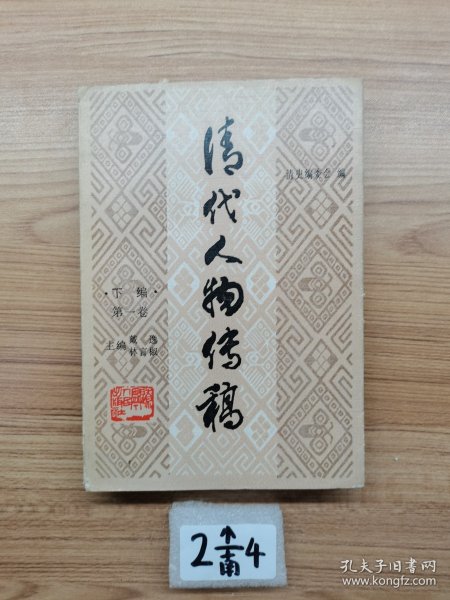 清代人物传稿
清史编委会 编
·下编·
第一卷
主编 戴逸
林言椒
2南4
孔夫子旧书网
www.kongfz.com